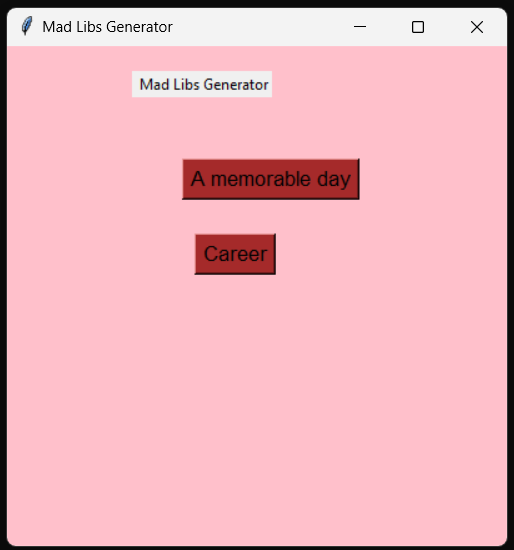 Mad Libs Generator
Mad Libs Generator
A memorable day
Career